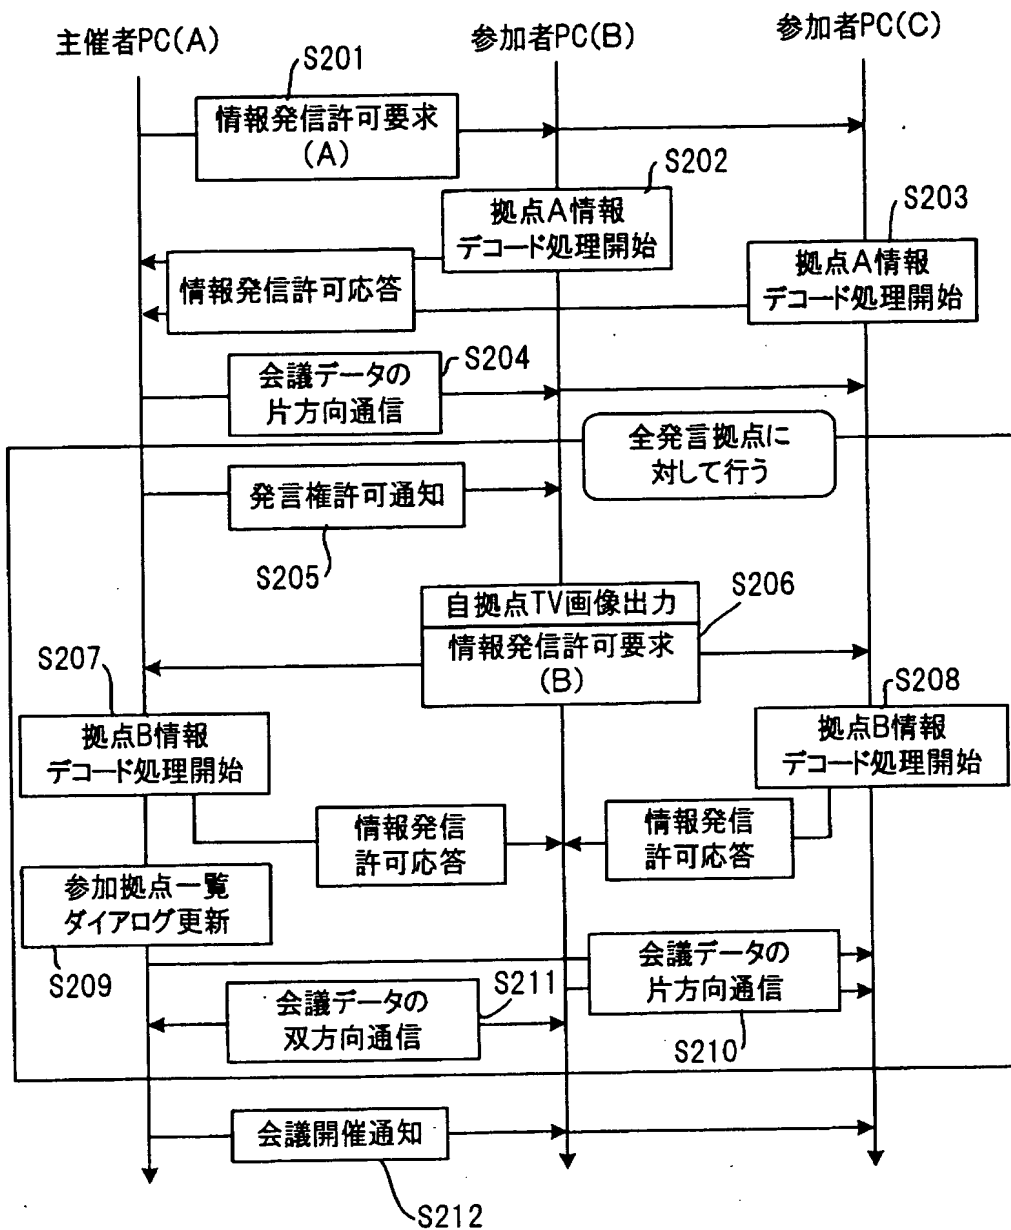 主催者PC(A)
参加者PC(B)
参加者PC(C)
S201
情報発信許可要求
(A)
S202
拠点A情報
デコード処理開始
S203
拠点A情報
デコード処理開始
情報発信許可応答
S204
会議データの
片方向通信
全発言拠点に
対して行う
発言権許可通知
S205
自拠点TV画像出力
S206
情報発信許可要求
(B)
S207
拠点B情報
デコード処理開始
S208
拠点B情報
デコード処理開始
情報発信
許可応答
情報発信
許可応答
参加拠点一覧
ダイアログ更新
S209
会議データの
片方向通信
S210
S211
会議データの
双方向通信
会議開催通知
S212